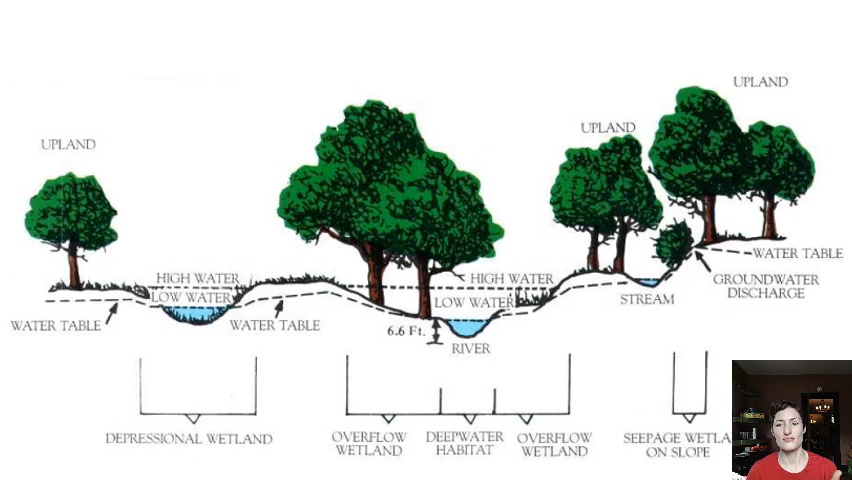 UPLAND
UPLAND
UPLAND
HIGH WATER
LOW WATER
WATER TABLE
WATER TABLE
HIGH WATER
LOW WATER
6.6 Ft.
RIVER
STREAM
WATER TABLE
GROUNDWATER
DISCHARGE
DEPRESSIONAL WETLAND
OVERFLOW
WETLAND
DEEPWATER
HABITAT
OVERFLOW
WETLAND
SEEPAGE
ON SLOPE